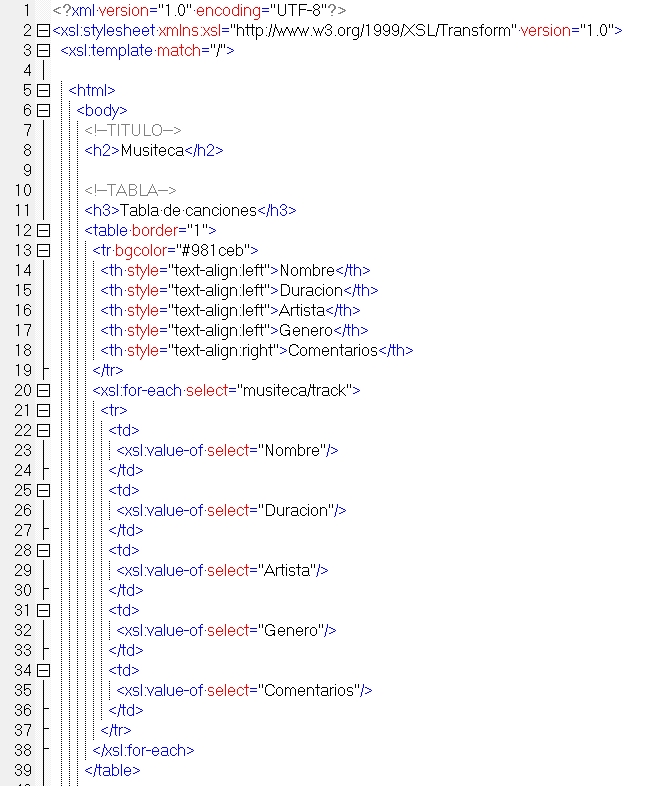 1 <?xml version="1.0" encoding="UTF-8"?>
2 <xsl:stylesheet xmlns:xsl="http://www.w3.org/1999/XSL/Transform" version="1.0">
3 <xsl:template match="/">
4
5 <html>
6 <body>
7 <!--TITULO-->
8 <h2>Musiteca</h2>
9
10 <!--TABLA-->
11 <h3>Tabla de canciones</h3>
12 <table border="1">
13 <tr bgcolor="#981ceb">
14 <th style="text-align:left">Nombre</th>
15 <th style="text-align:left">Duracion</th>
16 <th style="text-align:left">Artista</th>
17 <th style="text-align:left">Genero</th>
18 <th style="text-align:right">Comentarios</th>
19 </tr>
20 <xsl:for-each select="musiteca/track">
21 <tr>
22 <td>
23 <xsl:value-of select="Nombre"/>
24 </td>
25 <td>
26 <xsl:value-of select="Duracion"/>
27 </td>
28 <td>
29 <xsl:value-of select="Artista"/>
30 </td>
31 <td>
32 <xsl:value-of select="Genero"/>
33 </td>
34 <td>
35 <xsl:value-of select="Comentarios"/>
36 </td>
37 </tr>
38 </xsl:for-each>
39 </table>